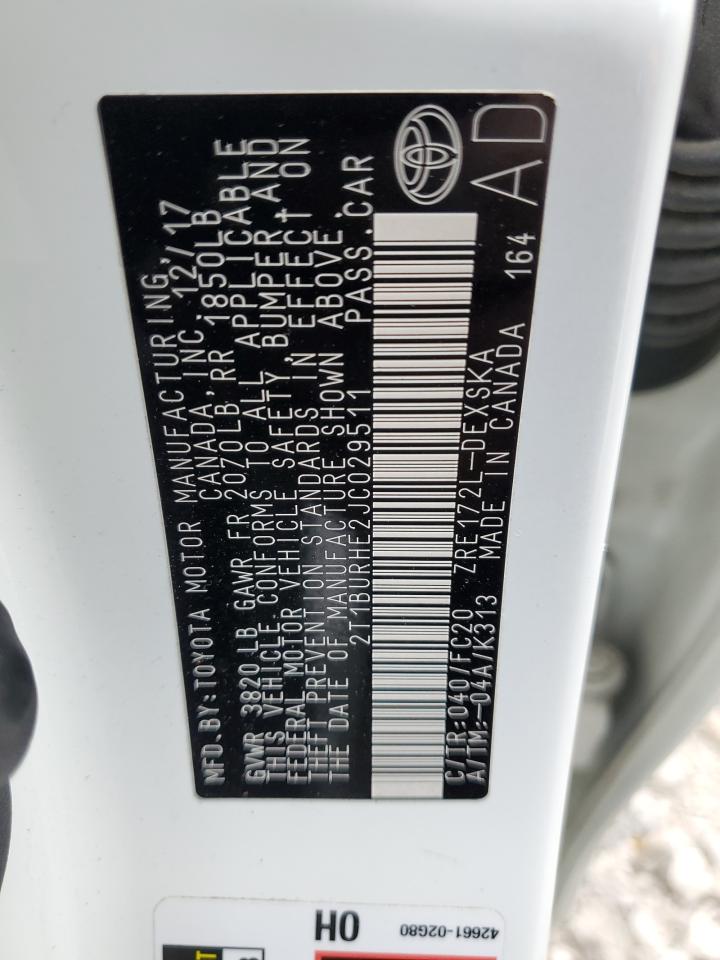 MFD.BY:TOYOTA MOTOR MANUFACTURING
CANADA, INC. 12/17
GVWR 3820 LB GAWR FR 2070LB, RR 1850LB
THIS VEHICLE CONFORMS TO ALL APPLICABLE
FEDERAL MOTOR VEHICLE SAFETY, BUMPER AND
THEFT PREVENTION STANDARDS IN EFFECT ON
THE DATE OF MANUFACTURE SHOWN ABOVE.
2T1BURHE2JC029511 PASS.CAR
C/TR:040/FC20 ZRE172L-DEXSKA
A/TM:-04A/K313 MADE IN CANADA 164
AD
OH
42661-02G80